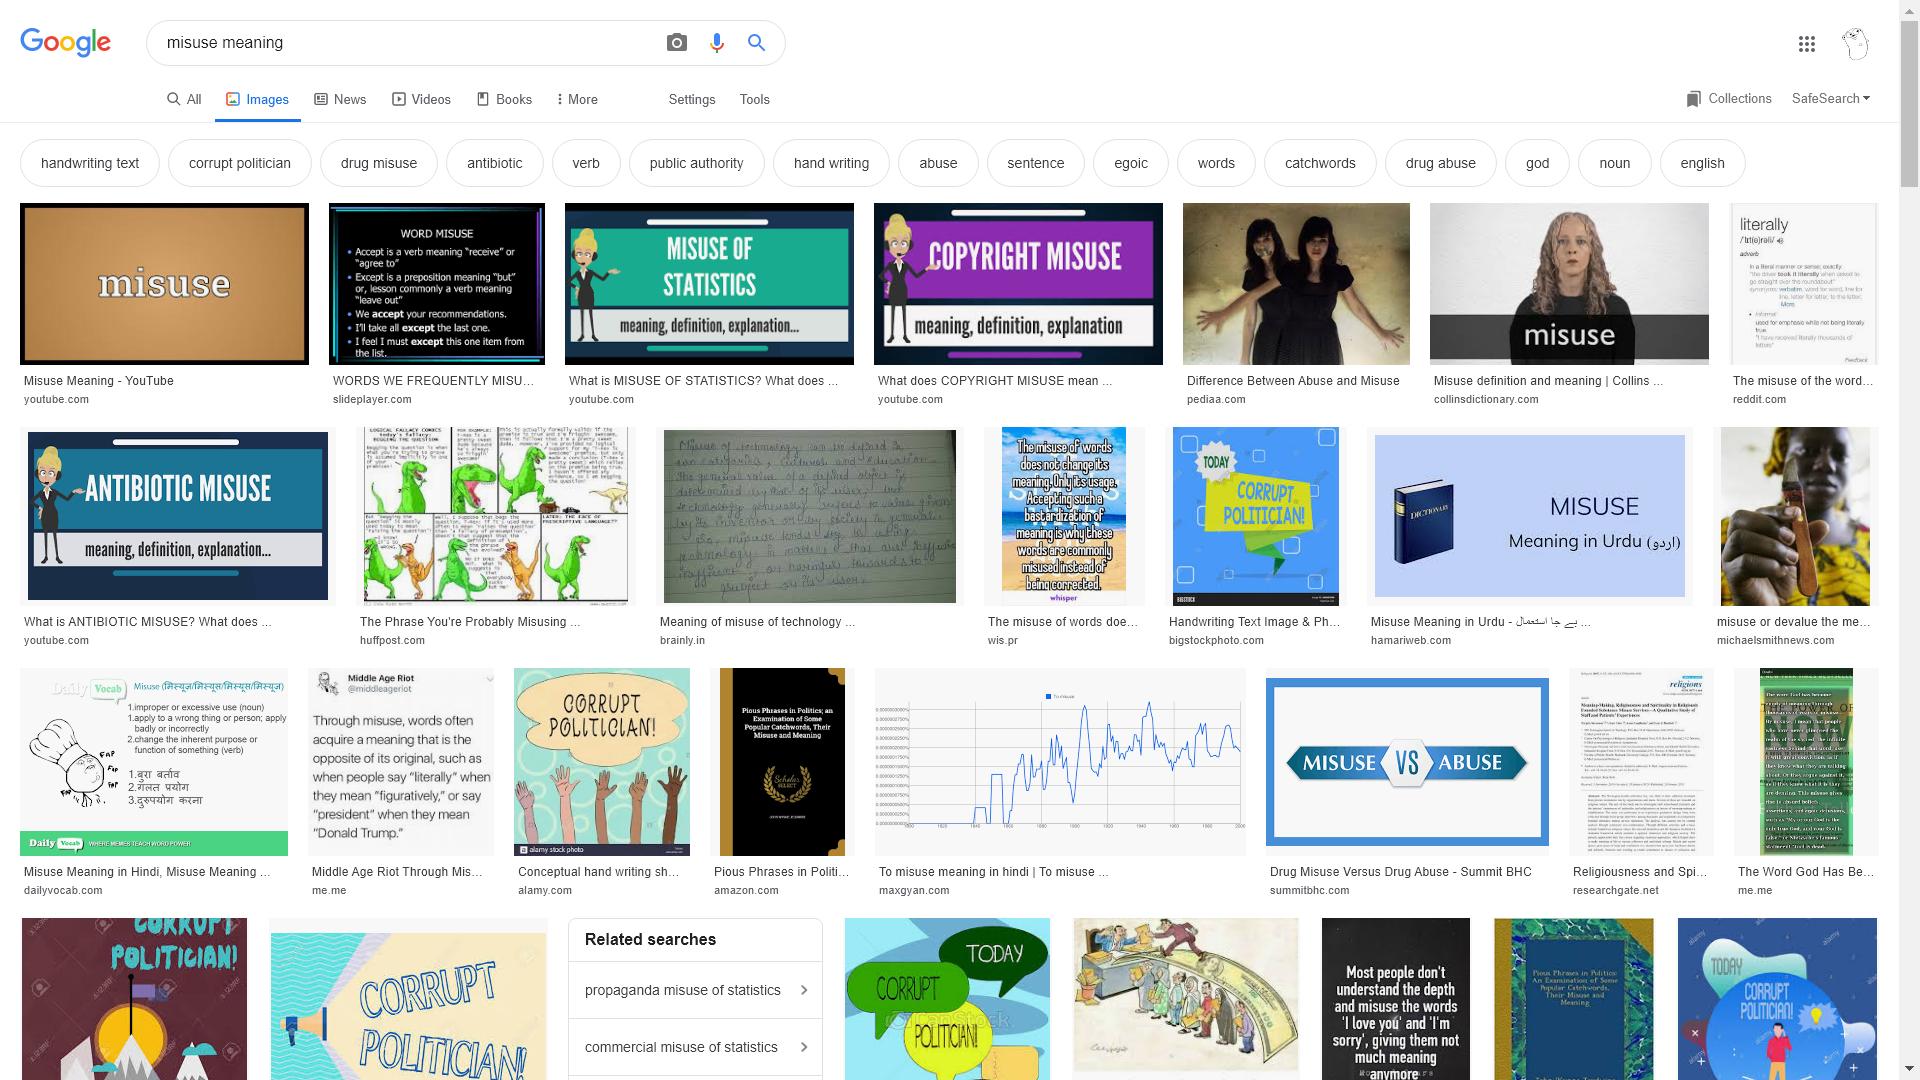 Google
misuse meaning
All
Images
News
Videos
Books
More
Settings
Tools
Collections
SafeSearch
handwriting text
corrupt politician
drug misuse
antibiotic
verb
public authority
hand writing
abuse
sentence
egoic
words
catchwords
drug abuse
god
noun
english
misuse
WORD MISUSE
• Accept is a verb meaning “receive” or
“agree to”
• Except is a preposition meaning “but”
or, lesson commonly a verb meaning
“leave out”
• We accept your recommendations.
• I'll take all except the last one.
• I feel I must except this one item from
the list.
MISUSE OF
STATISTICS
meaning, definition, explanation...
COPYRIGHT MISUSE
meaning, definition, explanation
misuse
literally
adverb
Feedback
Misuse Meaning - YouTube
youtube.com
WORDS WE FREQUENTLY MISU...
slideplayer.com
What is MISUSE OF STATISTICS? What does ...
youtube.com
What does COPYRIGHT MISUSE mean ...
youtube.com
Difference Between Abuse and Misuse
pediaa.com
Misuse definition and meaning | Collins ...
collinsdictionary.com
The misuse of the word...
reddit.com
ANTIBIOTIC MISUSE
meaning, definition, explanation...
The misuse of words
does not change its
meaning. Only its usage.
Accepting such a
bastardization of
meaning is why these
words are commonly
misused instead of
being corrected.
whisper
TODAY
CORRUPT
POLITICIAN!
DICTIONARY
MISUSE
Meaning in Urdu (اردو)
What is ANTIBIOTIC MISUSE? What does ...
youtube.com
The Phrase You're Probably Misusing ...
huffpost.com
Meaning of misuse of technology ...
brainly.in
The misuse of words doe...
wis.pr
Handwriting Text Image & Ph...
bigstockphoto.com
Misuse Meaning in Urdu - بے جا استعمال ...
hamariweb.com
misuse or devalue the me...
michaelsmithnews.com
Daily Vocab
Misuse (मिस्यूज/मिस्यूस/मिस्यूस/मिस्यूज)
1.improper or excessive use (noun)
1.apply to a wrong thing or person; apply
badly or incorrectly
2.change the inherent purpose or
function of something (verb)
1.बुरा बर्ताव
2.गलत प्रयोग
3.दुरुपयोग करना
FAP
FAP
FAP
FAP
Daily Vocab WHERE MEMES TEACH WORD POWER
Middle Age Riot
@middleageriot
Through misuse, words often
acquire a meaning that is the
opposite of its original, such as
when people say “literally” when
they mean “figuratively,” or say
“president” when they mean
“Donald Trump.”
CORRUPT
POLITICIAN!
alamy stock photo
Pious Phrases in Politics; an
Examination of Some
Popular Catchwords, Their
Misuse and Meaning
To misuse
MISUSE VS ABUSE
religions
Misuse Meaning in Hindi, Misuse Meaning ...
dailyvocab.com
Middle Age Riot Through Mis...
me.me
Conceptual hand writing sh...
alamy.com
Pious Phrases in Politi...
amazon.com
To misuse meaning in hindi | To misuse ...
maxgyan.com
Drug Misuse Versus Drug Abuse - Summit BHC
summitbhc.com
Religiousness and Spi...
researchgate.net
The Word God Has Be...
me.me
CORRUPT
POLITICIAN!
CORRUPT
POLITICIAN!
Related searches
propaganda misuse of statistics
commercial misuse of statistics
TODAY
CORRUPT
POLITICIAN!
Most people don't
understand the depth
and misuse the words
'I love you' and 'I'm
sorry', giving them not
much meaning
anymore
Pious Phrases in Politics:
An Examination of Some
Popular Catchwords,
Their Misuse and
Meaning
TODAY
CORRUPT
POLITICIAN!